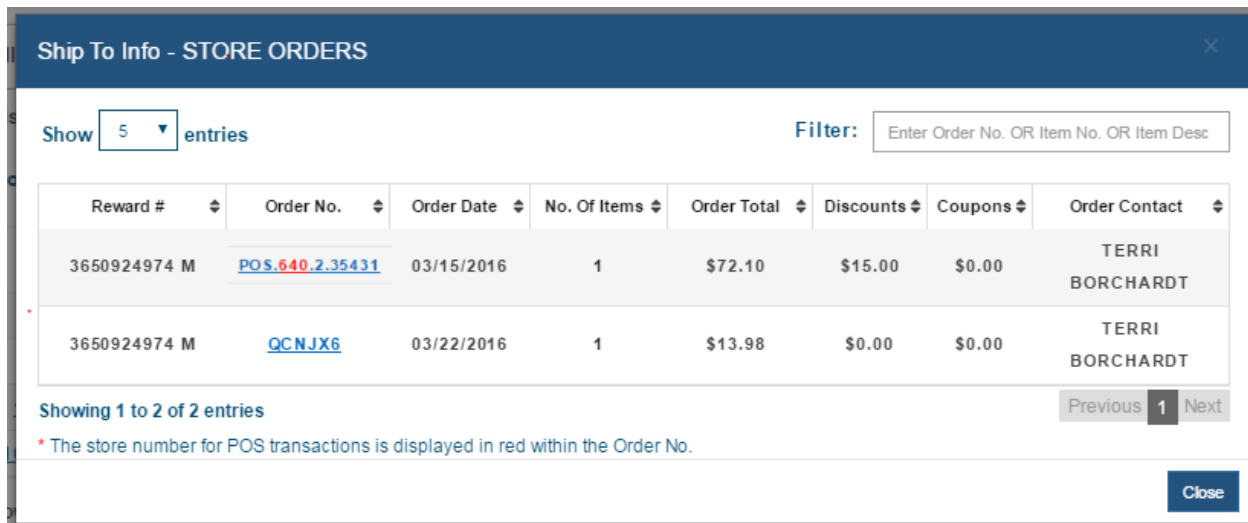 Ship To Info - STORE ORDERS ×
Show 5 entries Filter: Enter Order No. OR Item No. OR Item Desc
Reward # Order No. Order Date No. Of Items Order Total Discounts Coupons Order Contact
3650924974 M POS.640.2.35431 03/15/2016 1 $72.10 $15.00 $0.00 TERRI
BORCHARDT
* 3650924974 M QCNJX6 03/22/2016 1 $13.98 $0.00 $0.00 TERRI
BORCHARDT
Showing 1 to 2 of 2 entries Previous 1 Next
* The store number for POS transactions is displayed in red within the Order No.
Close